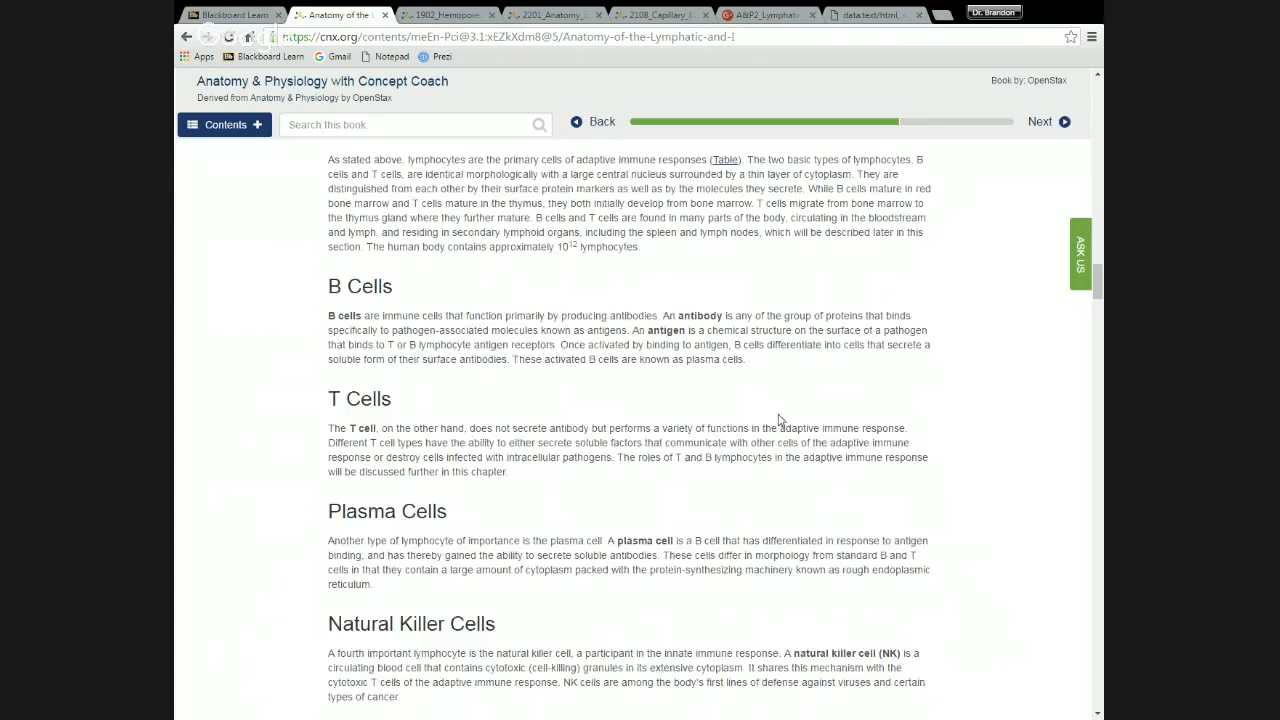 Blackboard Learn
Anatomy of the L
1902_Hemopoies
2201_Anatomy_o
2108_Capillary_E
A&P2_Lymphatic
data:text/html,
Dr. Brandon
https://cnx.org/contents/meEn-Pci@3.1:xEZkXdm8@5/Anatomy-of-the-Lymphatic-and-I
Apps Blackboard Learn Gmail Notepad Prezi
Anatomy & Physiology with Concept Coach
Book by: OpenStax
Derived from Anatomy & Physiology by OpenStax
Contents + Search this book Back Next
As stated above, lymphocytes are the primary cells of adaptive immune responses (Table). The two basic types of lymphocytes, B
cells and T cells, are identical morphologically with a large central nucleus surrounded by a thin layer of cytoplasm. They are
distinguished from each other by their surface protein markers as well as by the molecules they secrete. While B cells mature in red
bone marrow and T cells mature in the thymus, they both initially develop from bone marrow. T cells migrate from bone marrow to
the thymus gland where they further mature. B cells and T cells are found in many parts of the body, circulating in the bloodstream
and lymph, and residing in secondary lymphoid organs, including the spleen and lymph nodes, which will be described later in this
section. The human body contains approximately 10¹² lymphocytes.
ASK US
B Cells
B cells are immune cells that function primarily by producing antibodies. An antibody is any of the group of proteins that binds
specifically to pathogen-associated molecules known as antigens. An antigen is a chemical structure on the surface of a pathogen
that binds to T or B lymphocyte antigen receptors. Once activated by binding to antigen, B cells differentiate into cells that secrete a
soluble form of their surface antibodies. These activated B cells are known as plasma cells.
T Cells
The T cell, on the other hand, does not secrete antibody but performs a variety of functions in the adaptive immune response.
Different T cell types have the ability to either secrete soluble factors that communicate with other cells of the adaptive immune
response or destroy cells infected with intracellular pathogens. The roles of T and B lymphocytes in the adaptive immune response
will be discussed further in this chapter.
Plasma Cells
Another type of lymphocyte of importance is the plasma cell. A plasma cell is a B cell that has differentiated in response to antigen
binding, and has thereby gained the ability to secrete soluble antibodies. These cells differ in morphology from standard B and T
cells in that they contain a large amount of cytoplasm packed with the protein-synthesizing machinery known as rough endoplasmic
reticulum.
Natural Killer Cells
A fourth important lymphocyte is the natural killer cell, a participant in the innate immune response. A natural killer cell (NK) is a
circulating blood cell that contains cytotoxic (cell-killing) granules in its extensive cytoplasm. It shares this mechanism with the
cytotoxic T cells of the adaptive immune response. NK cells are among the body's first lines of defense against viruses and certain
types of cancer.